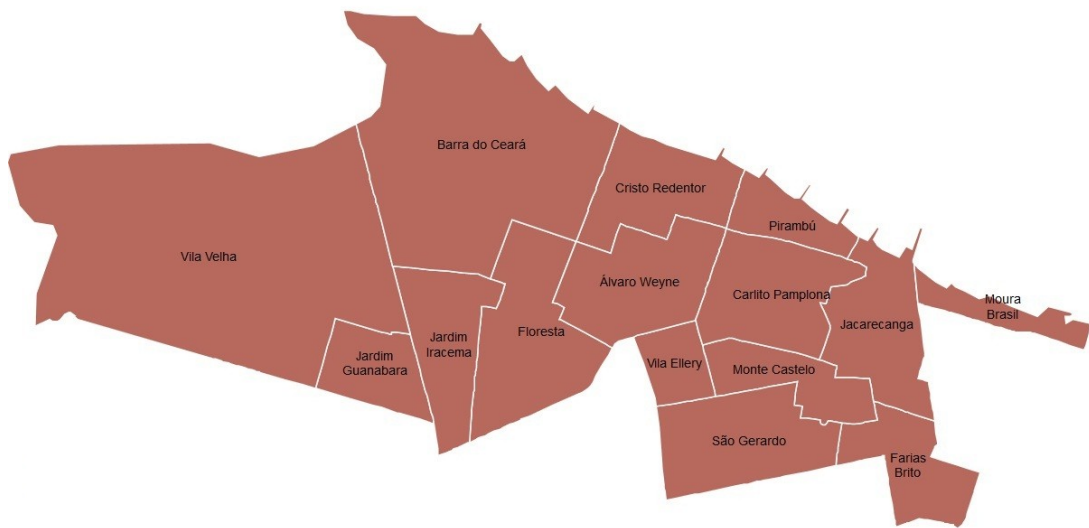 Barra do Ceará
Cristo Redentor
Pirambú
Vila Velha
Álvaro Weyne
Carlito Pamplona
Moura
Brasil
Jacarecanga
Floresta
Jardim
Iracema
Jardim
Guanabara
Vila Ellery
Monte Castelo
São Gerardo
Farias
Brito